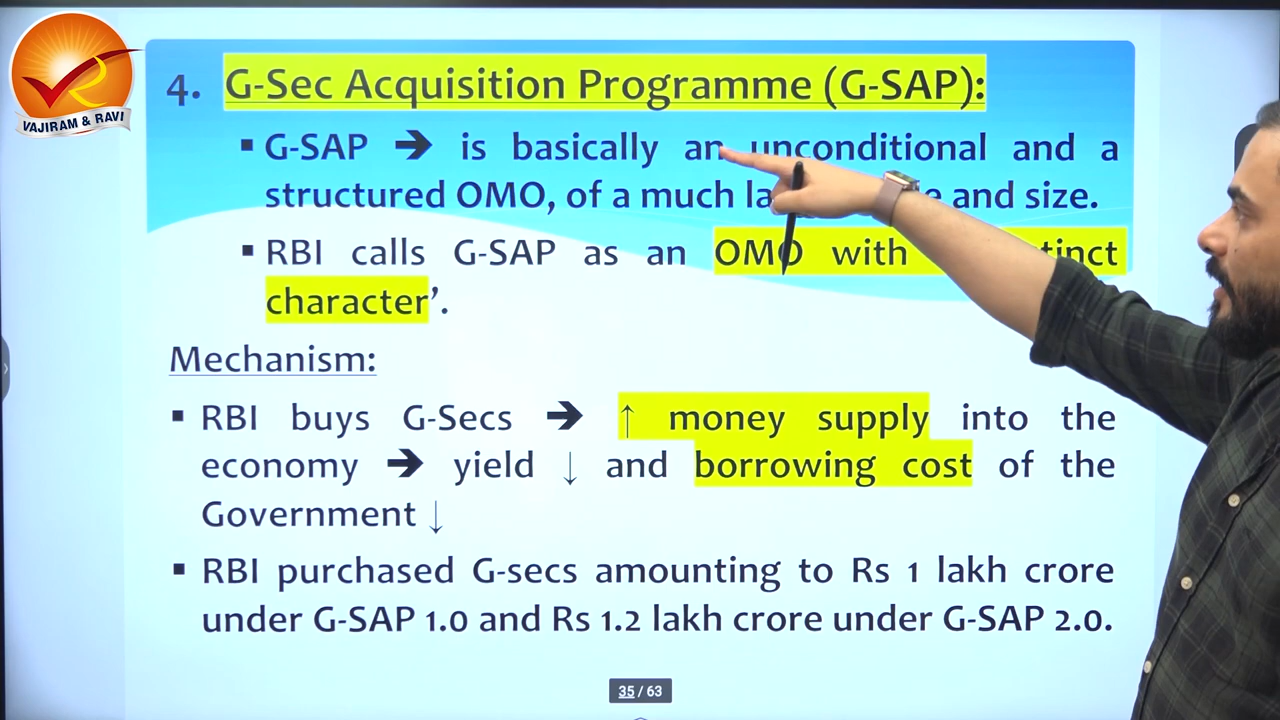 VAJIRAM & RAVI
4. G-Sec Acquisition Programme (G-SAP):
▪ G-SAP ➔ is basically an unconditional and a
structured OMO, of a much and size.
▪ RBI calls G-SAP as an OMO with
character’.
Mechanism:
▪ RBI buys G-Secs ➔ ↑ money supply into the
economy ➔ yield ↓ and borrowing cost of the
Government ↓
▪ RBI purchased G-secs amounting to Rs 1 lakh crore
under G-SAP 1.0 and Rs 1.2 lakh crore under G-SAP 2.0.
35 / 63